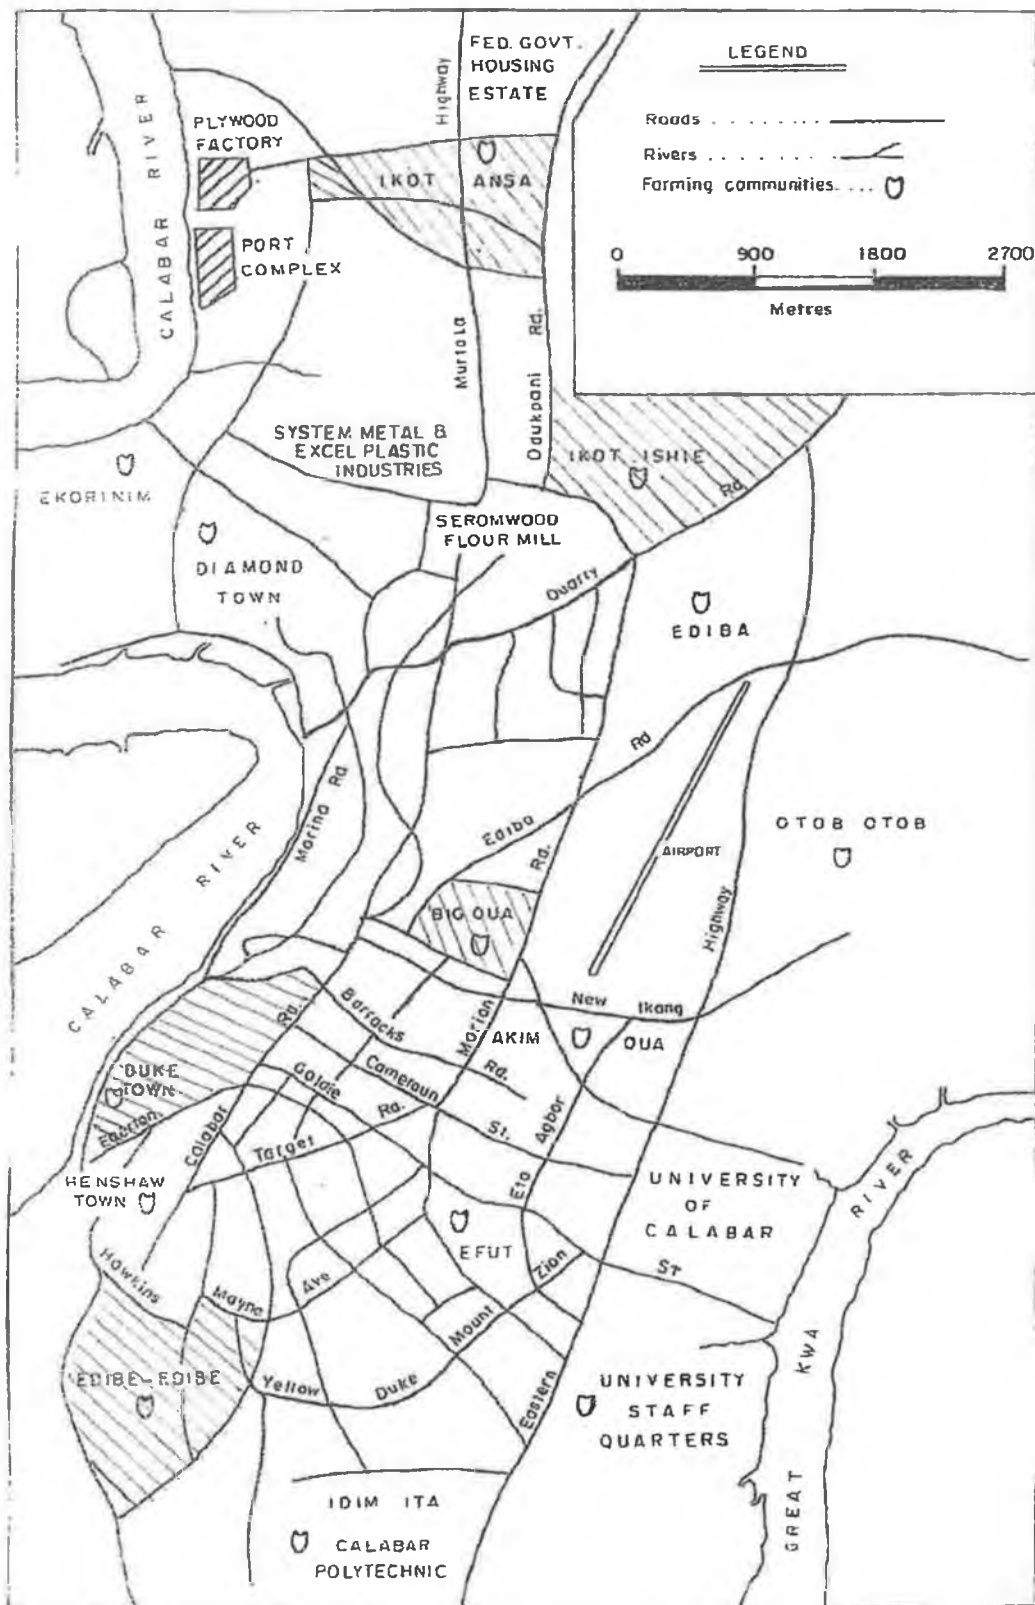 FED. GOVT.
HOUSING
ESTATE
Highway
LEGEND
Roads
Rivers
Farming communities
0 900 1800 2700
Metres
PLYWOOD
FACTORY
CALABAR RIVER
IKOT ANSA
PORT
COMPLEX
Murtala
Odukpani Rd.
SYSTEM METAL &
EXCEL PLASTIC
INDUSTRIES
IKOT ISHIE
Rd
EKORINIM
SEROMWOOD
FLOUR MILL
DIAMOND
TOWN
Quarry
EDIBA
Rd
Marina Rd
Ediba
Rd.
OTOB OTOB
AIRPORT
CALABAR RIVER
BIG QUA
Highway
New Ikang
Barracks
Rd.
Marian
AKIM QUA
Rd.
Cameroun
St.
Goldie
DUKE
TOWN
Egerton
Calabar
Target
Rd.
Agbor
Eta
HENSHAW
TOWN
UNIVERSITY
OF
CALABAR
RIVER
EFUT
Zion
ST
Hawkins
Mayne
Ave
Mount
KWA
EDIBE-EDIBE
Yellow
Duke
Eastern
UNIVERSITY
STAFF
QUARTERS
GREAT
IDIM ITA
CALABAR
POLYTECHNIC